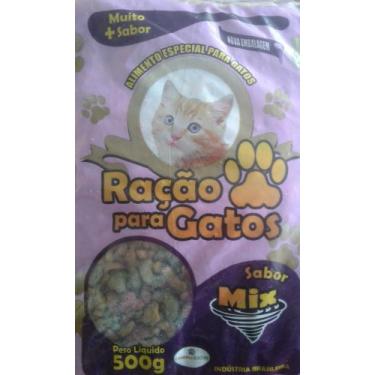 Muito
+ Sabor
NOVA EMBALAGEM
ALIMENTO ESPECIAL PARA GATOS
Ração
para Gatos
Sabor
Mix
Peso Líquido
500g
INDÚSTRIA BRASILEIRA